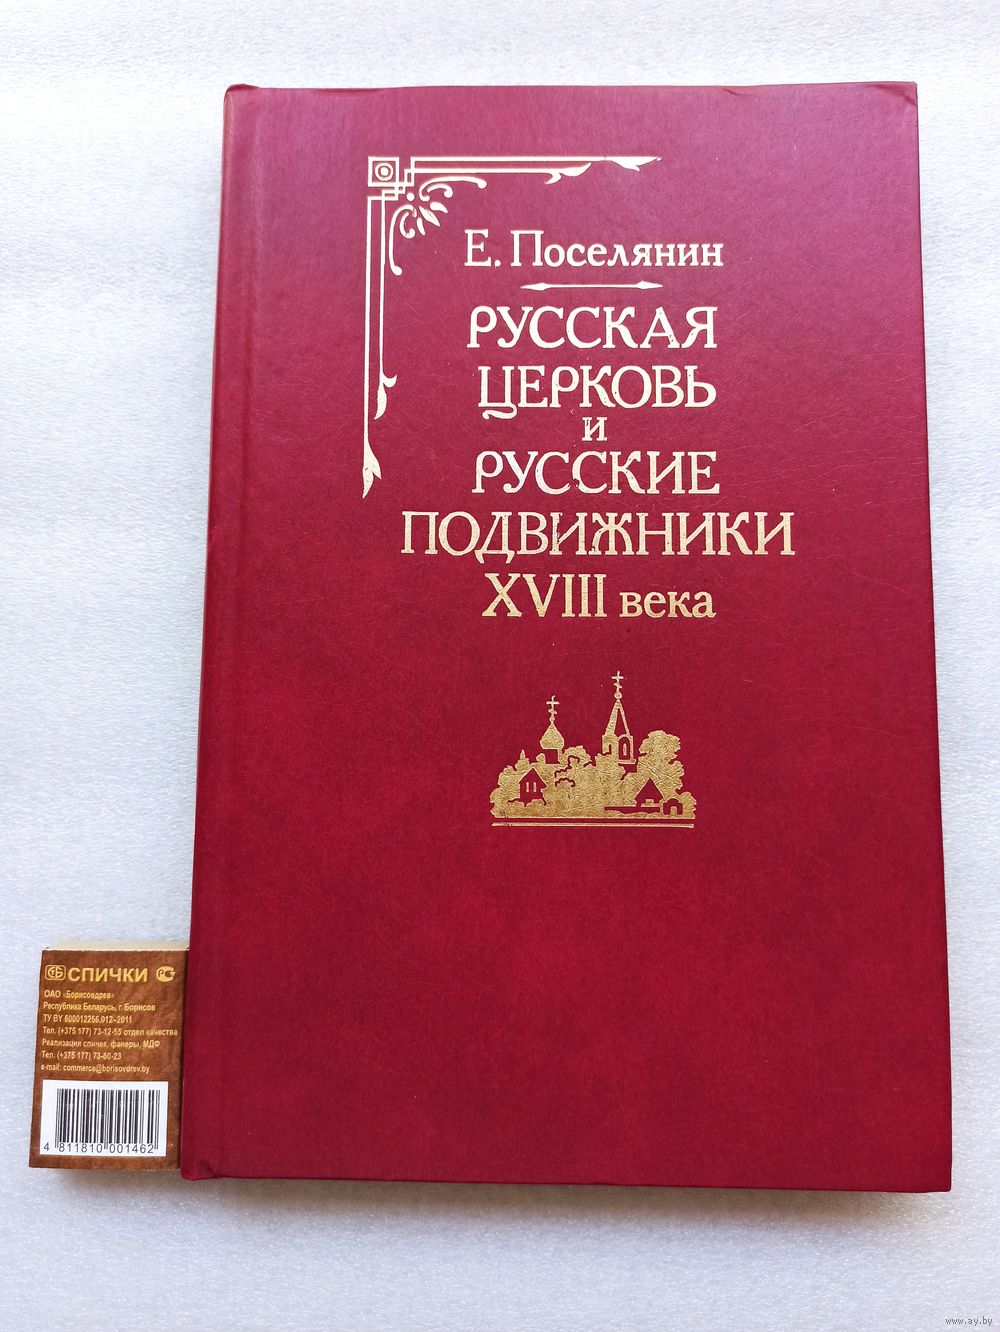 Е. Поселянин
РУССКАЯ
ЦЕРКОВЬ
И
РУССКИЕ
ПОДВИЖНИКИ
XVIII века
СПИЧКИ
ОАО «Борисовдрев»
Республика Беларусь, г. Борисов
ТУ BY 600012256.012–2011
Тел. (+375 177) 73-12-55 отдел качества
Реализация спичек, фанеры, МДФ
Тел. (+375 177) 73-60-23
e-mail: commerce@borisovdrev.by
4 811810 001462
www.ay.by